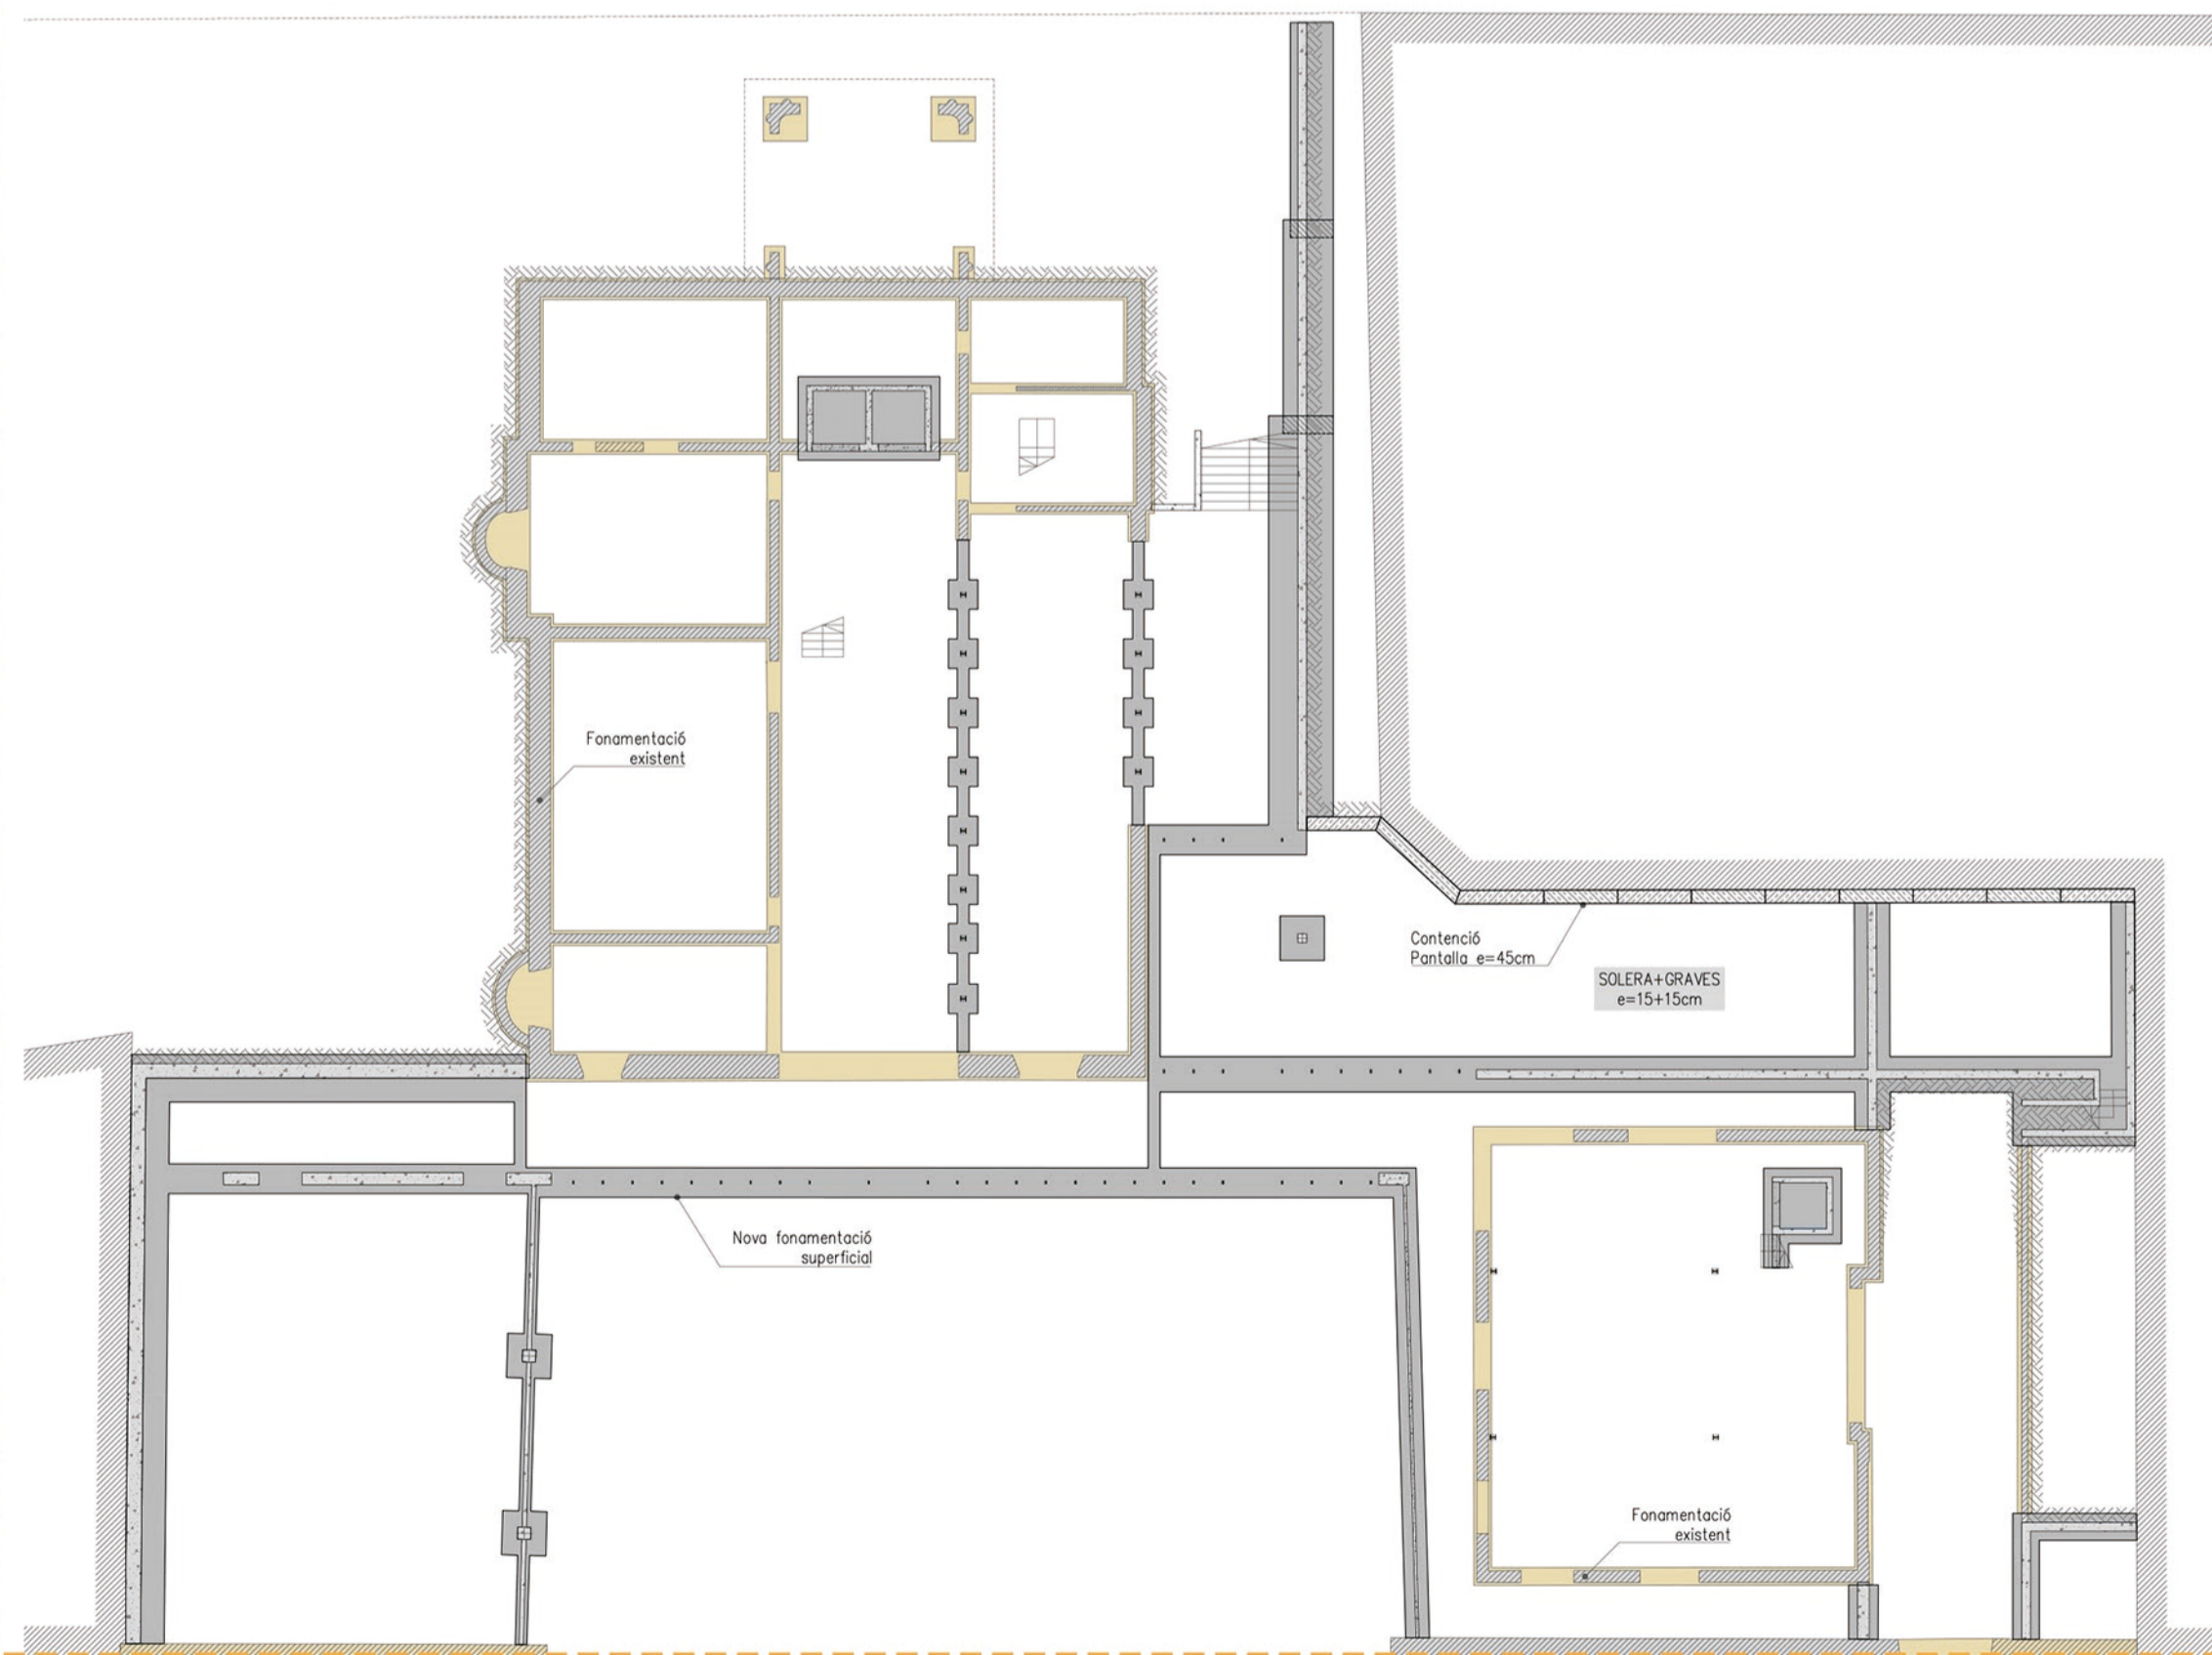 Fonamentació
existent
Contenció
Pantalla e=45cm
SOLERA+GRAVES
e=15+15cm
Nova fonamentació
superficial
Fonamentació
existent